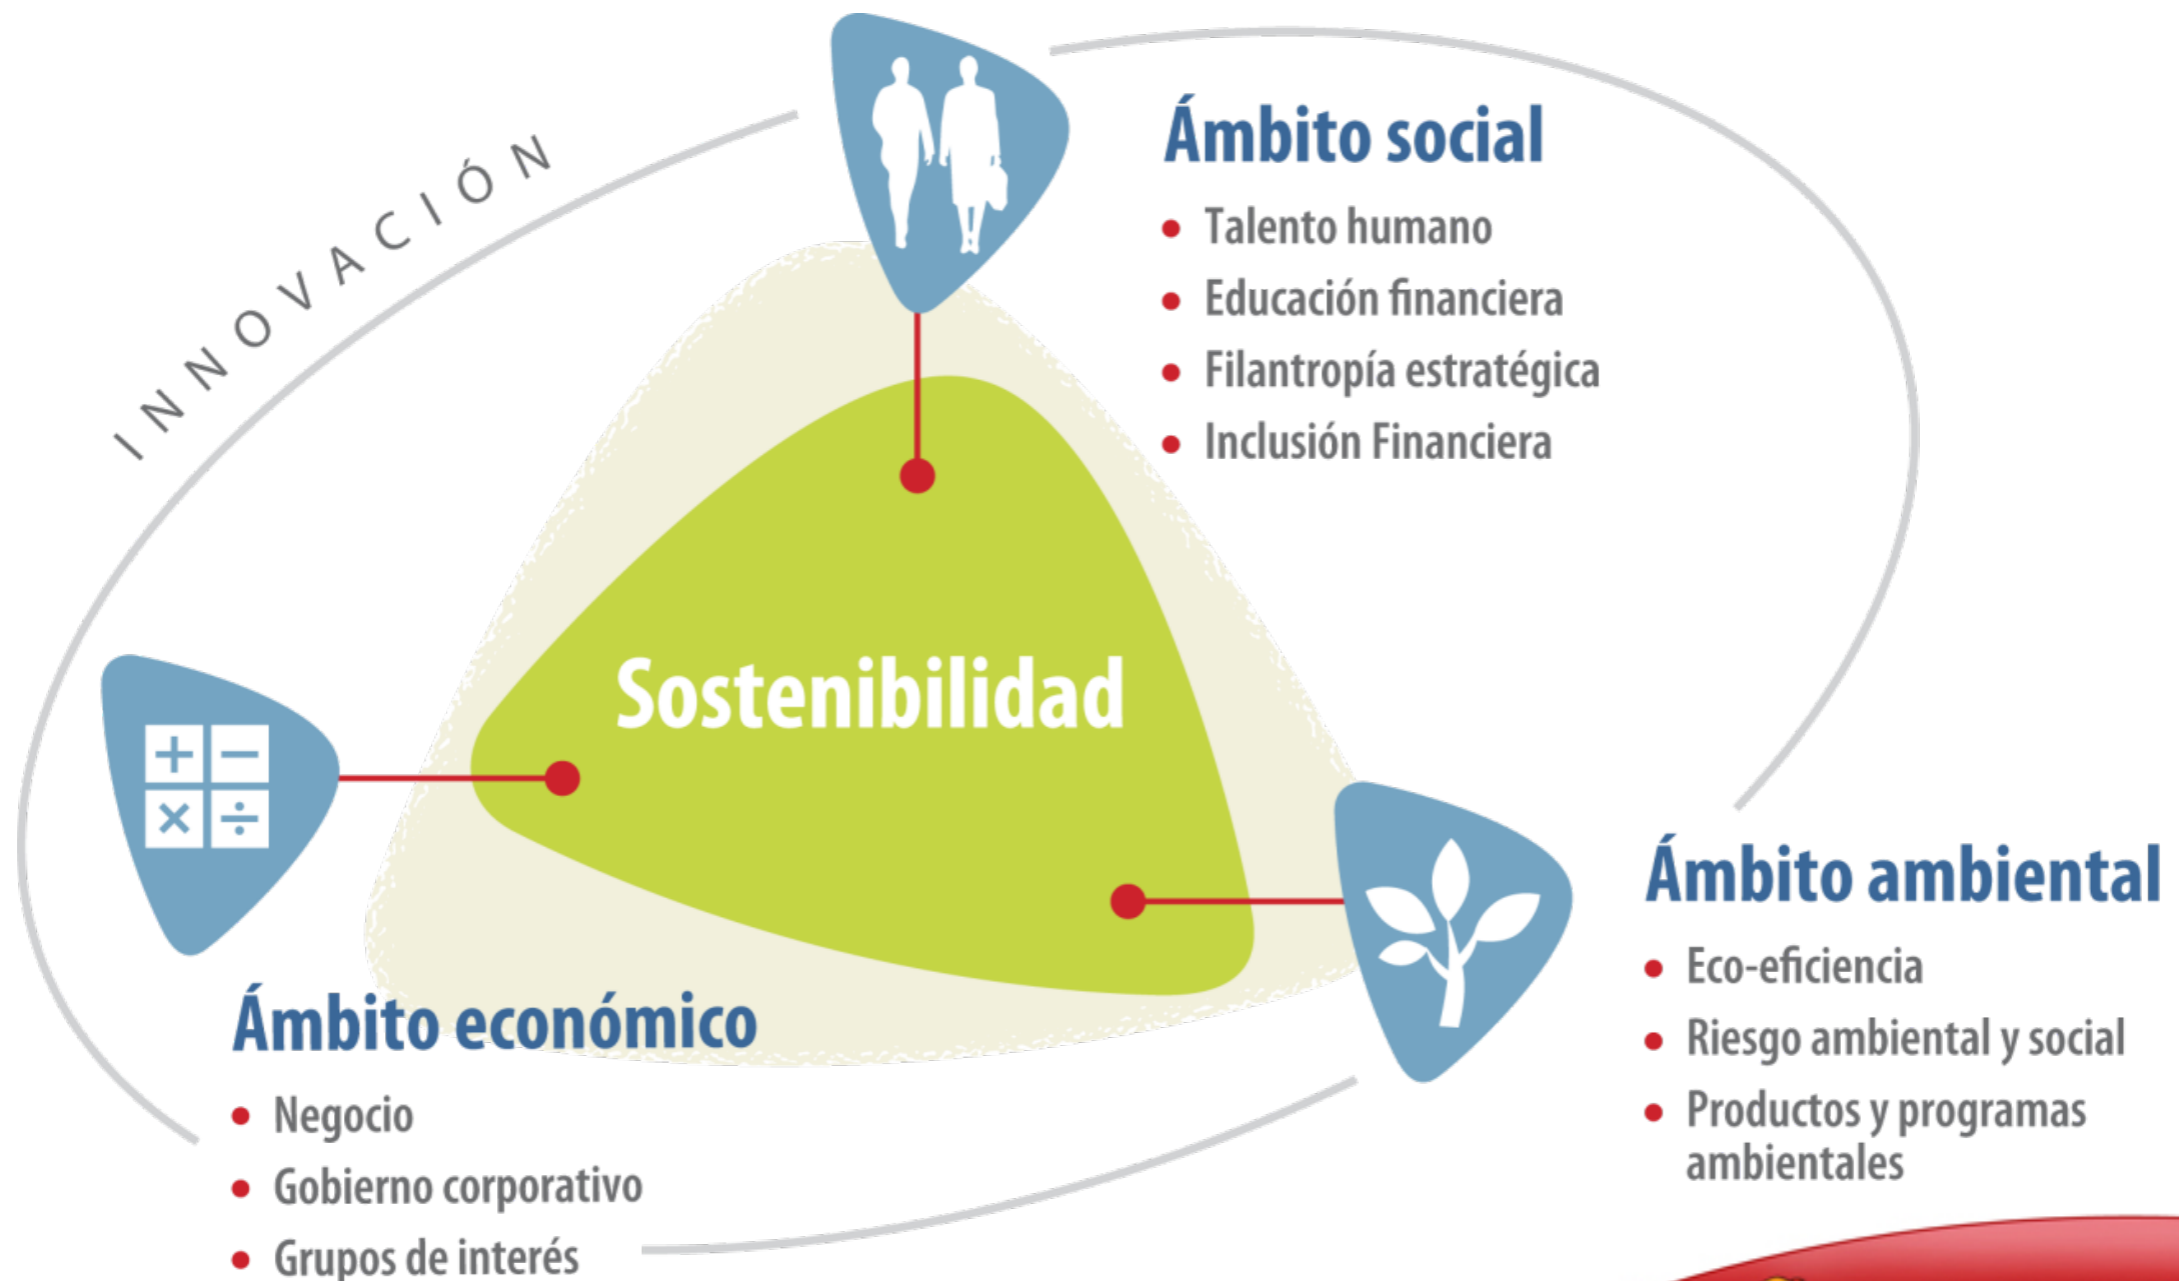 INNOVACIÓN
Ámbito social
Talento humano
Educación financiera
Filantropía estratégica
Inclusión Financiera
Sostenibilidad
Ámbito económico
Negocio
Gobierno corporativo
Grupos de interés
Ámbito ambiental
Eco-eficiencia
Riesgo ambiental y social
Productos y programas
ambientales